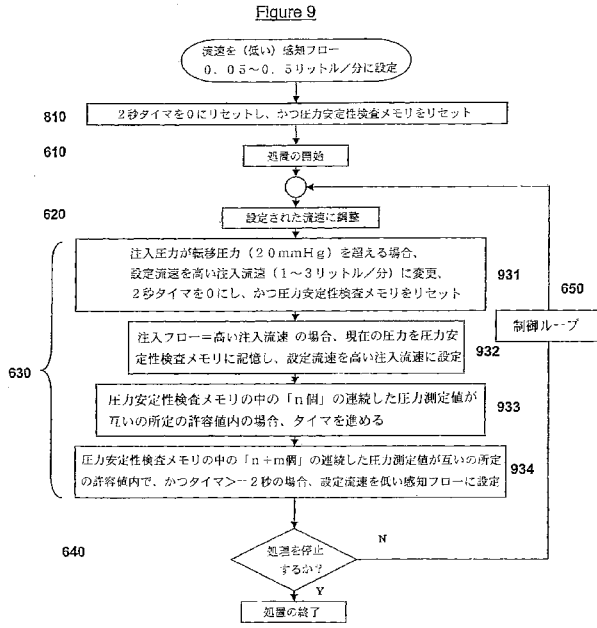 Figure 9
流速を（低い）感知フロー
0．05～0．5リットル／分に設定
810
2秒タイマを0にリセットし、かつ圧力安定性検査メモリをリセット
610
処置の開始
620
設定された流速に調整
630
注入圧力が転移圧力（20mmHg）を超える場合、
設定流速を高い注入流速（1～3リットル／分）に変更、
2秒タイマを0にし、かつ圧力安定性検査メモリをリセット
931
650
制御ループ
注入フロー＝高い注入流速 の場合、現在の圧力を圧力安
定性検査メモリに記憶し、設定流速を高い注入流速に設定
932
圧力安定性検査メモリの中の「n個」の連続した圧力測定値が
互いの所定の許容値内の場合、タイマを進める
933
圧力安定性検査メモリの中の「n＋m個」の連続した圧力測定値が互いの所定
の許容値内で、かつタイマ＞－2秒の場合、設定流速を低い感知フローに設定
934
640
処理を停止
するか？
N
Y
処置の終了